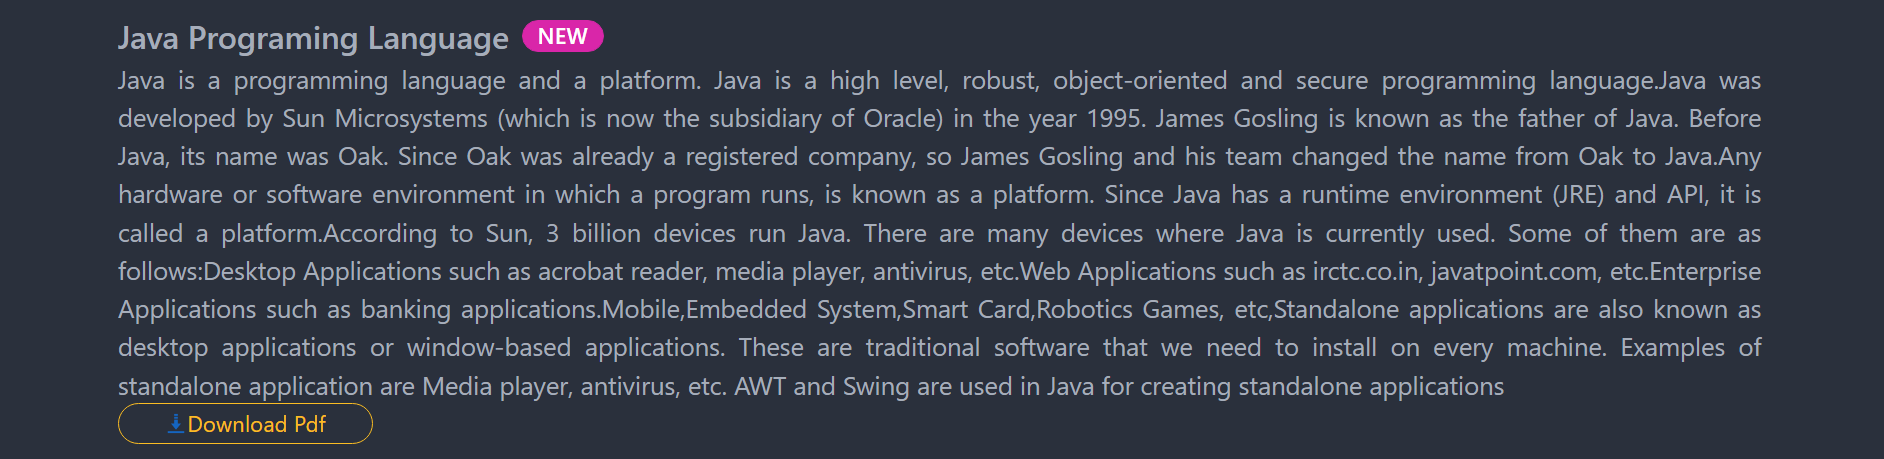 Java Programing Language NEW
Java is a programming language and a platform. Java is a high level, robust, object-oriented and secure programming language.Java was
developed by Sun Microsystems (which is now the subsidiary of Oracle) in the year 1995. James Gosling is known as the father of Java. Before
Java, its name was Oak. Since Oak was already a registered company, so James Gosling and his team changed the name from Oak to Java.Any
hardware or software environment in which a program runs, is known as a platform. Since Java has a runtime environment (JRE) and API, it is
called a platform.According to Sun, 3 billion devices run Java. There are many devices where Java is currently used. Some of them are as
follows:Desktop Applications such as acrobat reader, media player, antivirus, etc.Web Applications such as irctc.co.in, javatpoint.com, etc.Enterprise
Applications such as banking applications.Mobile,Embedded System,Smart Card,Robotics Games, etc,Standalone applications are also known as
desktop applications or window-based applications. These are traditional software that we need to install on every machine. Examples of
standalone application are Media player, antivirus, etc. AWT and Swing are used in Java for creating standalone applications
Download Pdf